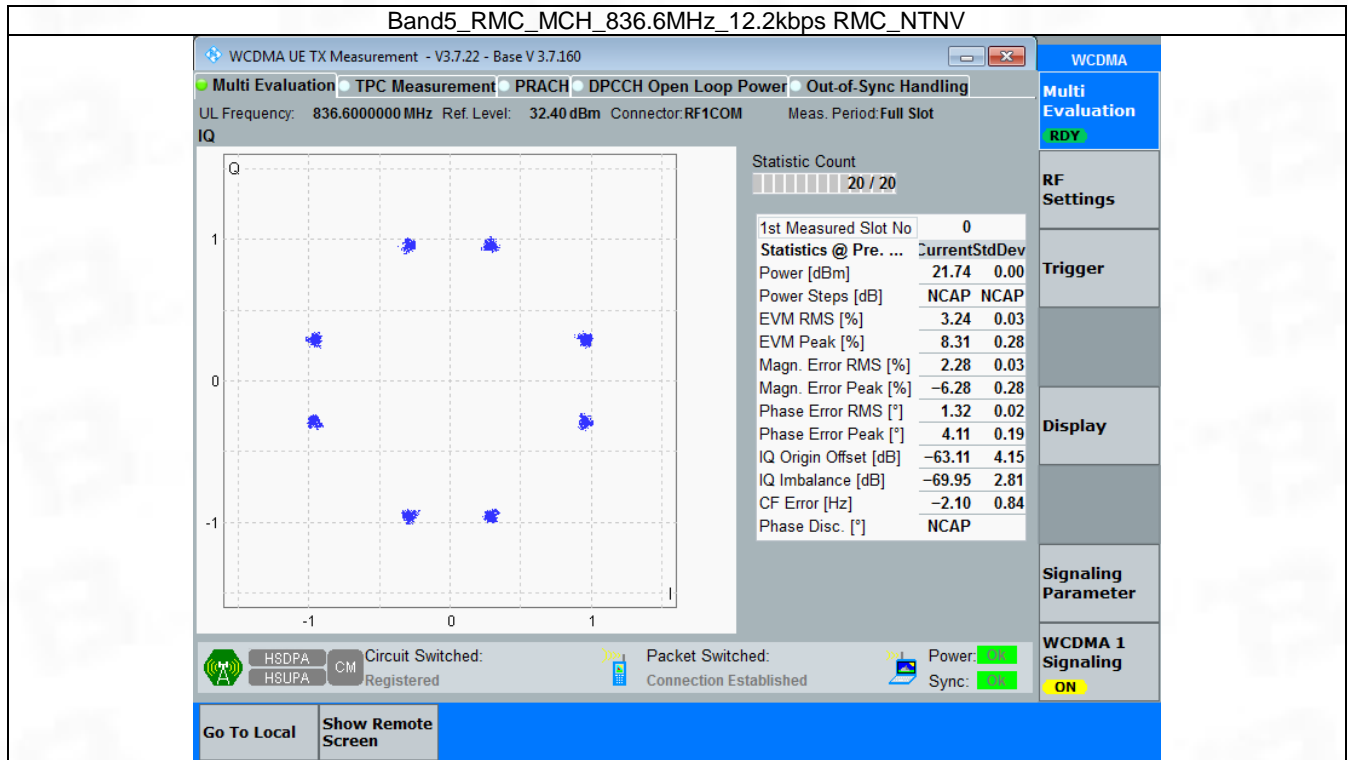 Band5_RMC_MCH_836.6MHz_12.2kbps RMC_NTNV
WCDMA UE TX Measurement - V3.7.22 - Base V 3.7.160
WCDMA
Multi Evaluation TPC Measurement PRACH DPCCH Open Loop Power Out-of-Sync Handling
Multi
Evaluation
RDY
UL Frequency: 836.6000000 MHz Ref. Level: 32.40 dBm Connector: RF1COM Meas. Period: Full Slot
IQ
Q
1
0
-1
-1 0 1
I
Statistic Count
20 / 20
1st Measured Slot No 0
Statistics @ Pre. ... Current StdDev
Power [dBm] 21.74 0.00
Power Steps [dB] NCAP NCAP
EVM RMS [%] 3.24 0.03
EVM Peak [%] 8.31 0.28
Magn. Error RMS [%] 2.28 0.03
Magn. Error Peak [%] −6.28 0.28
Phase Error RMS [°] 1.32 0.02
Phase Error Peak [°] 4.11 0.19
IQ Origin Offset [dB] −63.11 4.15
IQ Imbalance [dB] −69.95 2.81
CF Error [Hz] −2.10 0.84
Phase Disc. [°] NCAP
RF
Settings
Trigger
Display
Signaling
Parameter
WCDMA 1
Signaling
ON
HSDPA
HSUPA
CM
Circuit Switched:
Registered
Packet Switched:
Connection Established
Power: Ok
Sync: Ok
Go To Local
Show Remote
Screen